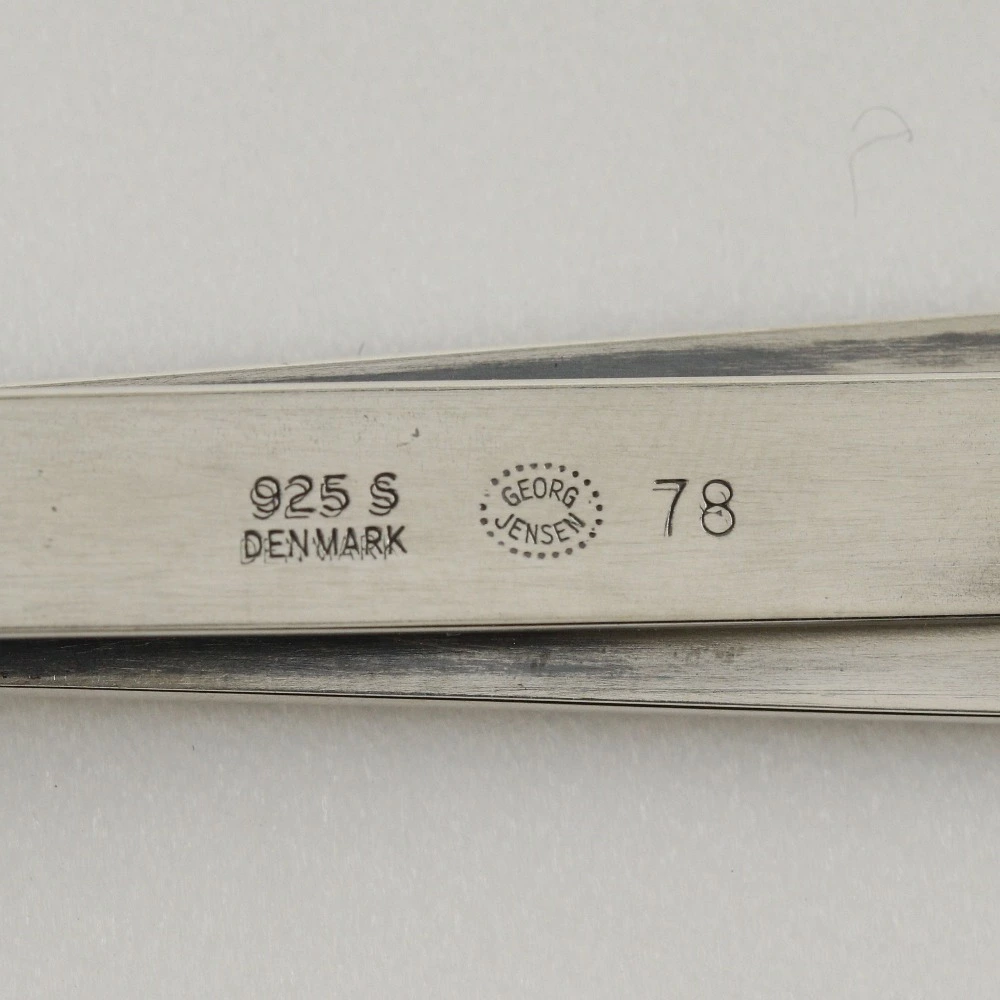 925 S
DENMARK
GEORG
JENSEN
78